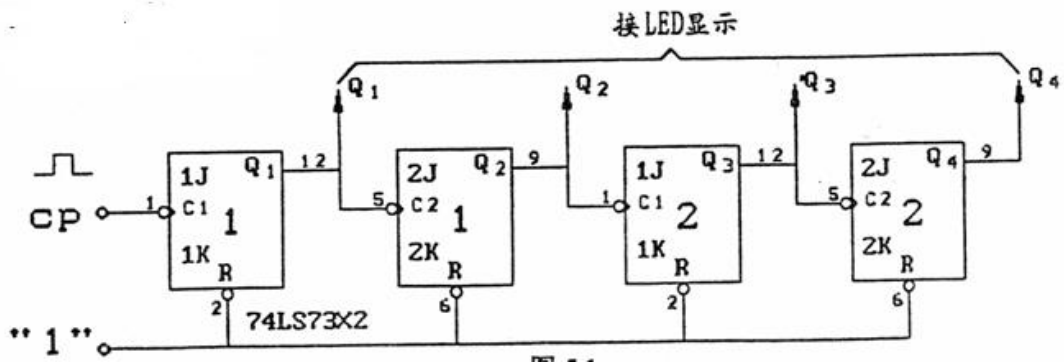 接LED显示
Q1 Q2 Q3 Q4
1J Q1 12 2J Q2 9 1J Q3 12 2J Q4 9
CP 1 C1 1 5 C2 1 1 C1 2 5 C2 2
1K 2K 1K 2K
R R R R
2 6 2 6
74LS73X2
"1"